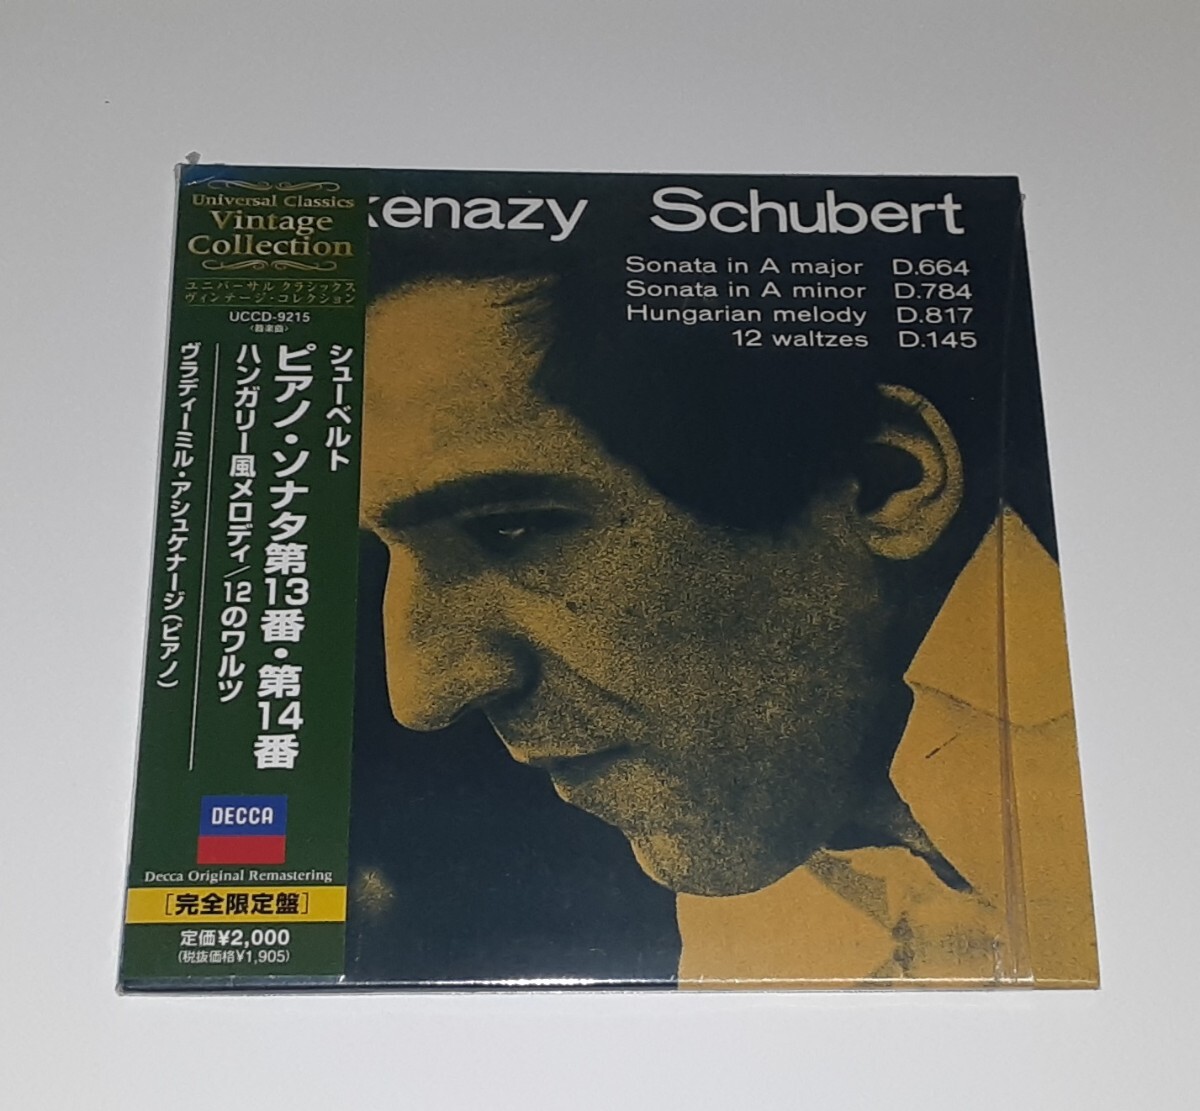 Universal Classics
Vintage
Collection
ユニバーサル クラシックス
ヴィンテージ・コレクション
UCCD-9215
〈器楽曲〉
シューベルト
ピアノ・ソナタ第13番・第14番
ハンガリー風メロディ/12のワルツ
ヴラディーミル・アシュケナージ(ピアノ)
DECCA
Decca Original Remastering
[完全限定盤]
定価¥2,000
(税抜価格¥1,905)
kenazy Schubert
Sonata in A major D.664
Sonata in A minor D.784
Hungarian melody D.817
12 waltzes D.145